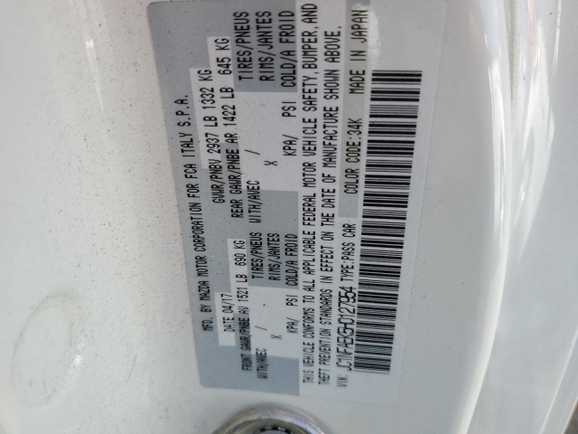 MFD. BY MAZDA MOTOR CORPORATION FOR FCA ITALY S.P.A.
DATE 04/17 GVWR/PNBV 2937 LB 1332 KG
FRONT GAWR/PNBE AV 1521 LB 690 KG REAR GAWR/PNBE AR 1422 LB 645 KG
TIRES/PNEUS TIRES/PNEUS
WITH/AVEC RIMS/JANTES WITH/AVEC RIMS/JANTES
/ X
KPA/ PSI COLD/A FROID KPA/ PSI COLD/A FROID
THIS VEHICLE CONFORMS TO ALL APPLICABLE FEDERAL MOTOR VEHICLE SAFETY, BUMPER, AND
THEFT PREVENTION STANDARDS IN EFFECT ON THE DATE OF MANUFACTURE SHOWN ABOVE.
VIN: TYPE:PASS CAR COLOR CODE:34K MADE IN JAPAN